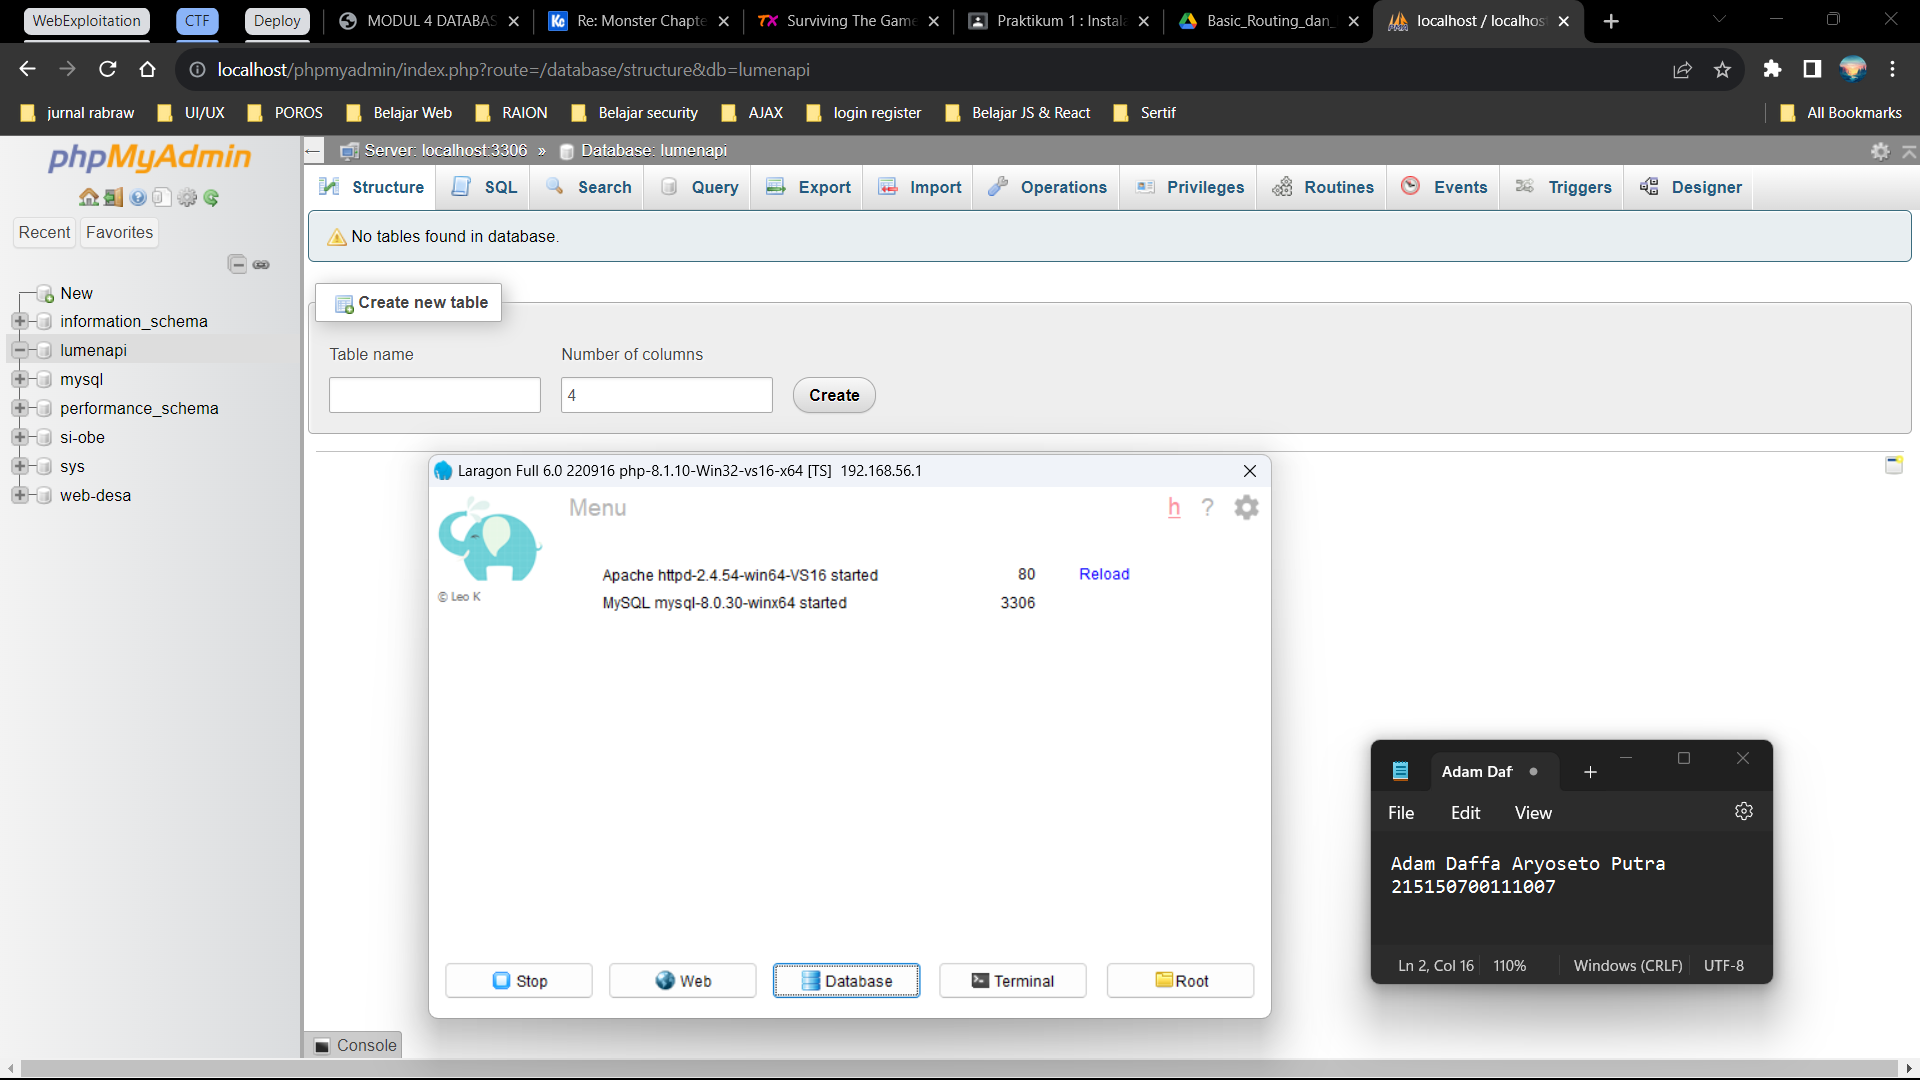 WebExploitation CTF Deploy MODUL 4 DATABAS Re: Monster Chapte Surviving The Game Praktikum 1 : Instala Basic_Routing_dan_ localhost / localhos
localhost/phpmyadmin/index.php?route=/database/structure&db=lumenapi
jurnal rabraw UI/UX POROS Belajar Web RAION Belajar security AJAX login register Belajar JS & React Sertif All Bookmarks
phpMyAdmin
Recent Favorites
New
information_schema
lumenapi
mysql
performance_schema
si-obe
sys
web-desa
Server: localhost:3306 » Database: lumenapi
Structure SQL Search Query Export Import Operations Privileges Routines Events Triggers Designer
No tables found in database.
Create new table
Table name Number of columns
4 Create
Laragon Full 6.0 220916 php-8.1.10-Win32-vs16-x64 [TS] 192.168.56.1
Menu h ?
© Leo K
Apache httpd-2.4.54-win64-VS16 started 80 Reload
MySQL mysql-8.0.30-winx64 started 3306
Stop Web Database Terminal Root
Adam Daf
File Edit View
Adam Daffa Aryoseto Putra
215150700111007
Ln 2, Col 16 110% Windows (CRLF) UTF-8
Console